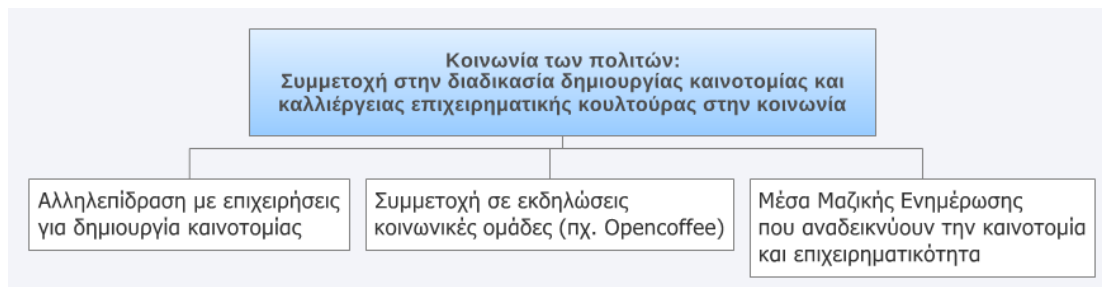 Κοινωνία των πολιτών:
Συμμετοχή στην διαδικασία δημιουργίας καινοτομίας και
καλλιέργειας επιχειρηματικής κουλτούρας στην κοινωνία
Αλληλεπίδραση με επιχειρήσεις
για δημιουργία καινοτομίας
Συμμετοχή σε εκδηλώσεις
κοινωνικές ομάδες (πχ. Opencoffee)
Μέσα Μαζικής Ενημέρωσης
που αναδεικνύουν την καινοτομία
και επιχειρηματικότητα